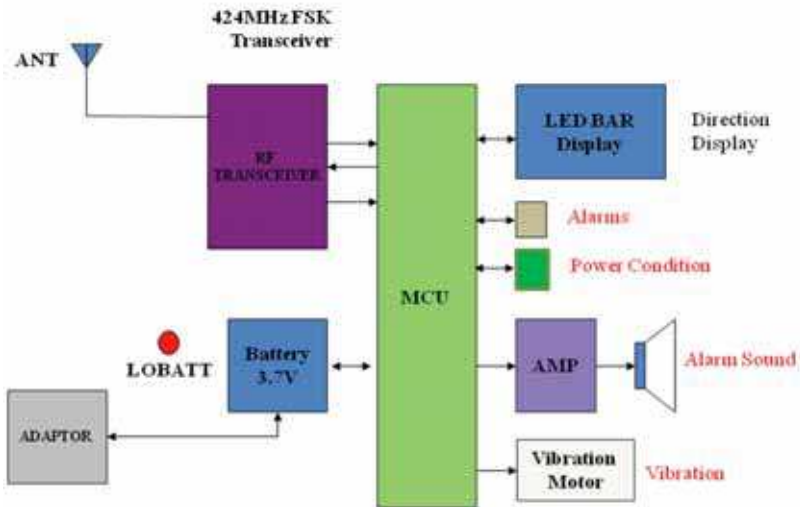 424MHz FSK
Transceiver
ANT
RF
TRANSCEIVER
LED BAR
Display
Direction
Display
Alarms
Power Condition
MCU
LOBATT
Battery
3.7V
AMP
Alarm Sound
ADAPTOR
Vibration
Motor
Vibration